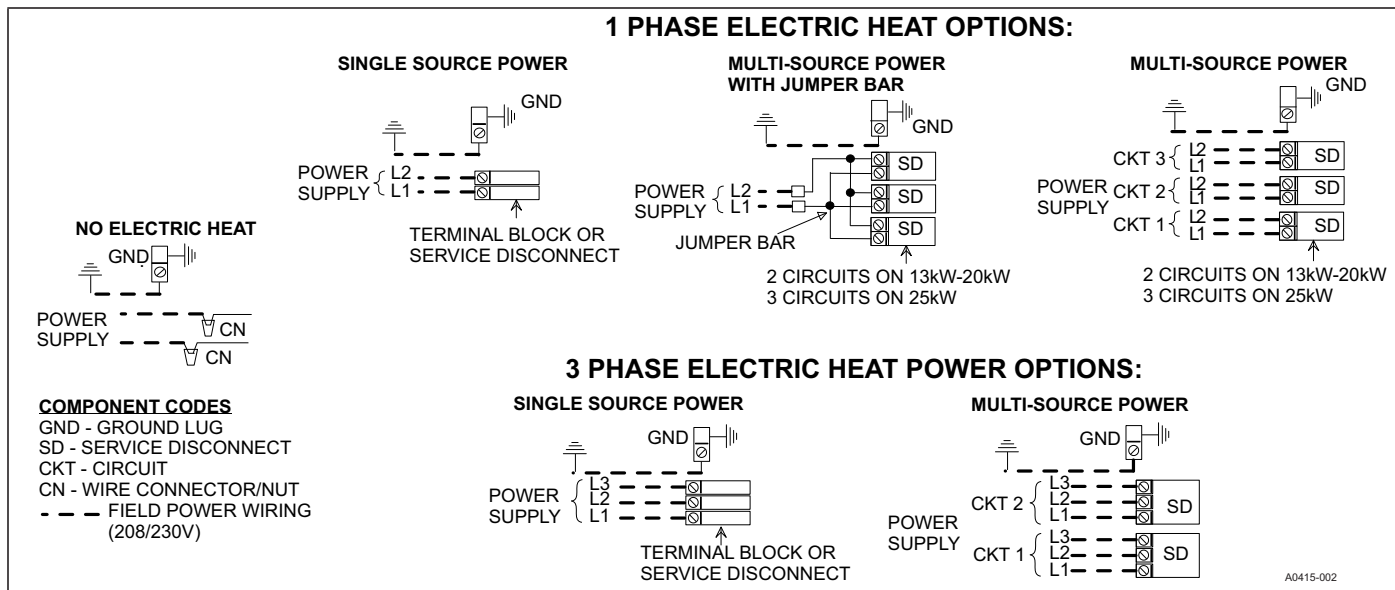 1 PHASE ELECTRIC HEAT OPTIONS:
SINGLE SOURCE POWER
GND
POWER
SUPPLY
L2
L1
TERMINAL BLOCK OR
SERVICE DISCONNECT
MULTI-SOURCE POWER
WITH JUMPER BAR
GND
POWER
SUPPLY
L2
L1
SD
SD
SD
JUMPER BAR
2 CIRCUITS ON 13kW-20kW
3 CIRCUITS ON 25kW
MULTI-SOURCE POWER
GND
POWER
SUPPLY
CKT 3
L2
L1
SD
CKT 2
L2
L1
SD
CKT 1
L2
L1
SD
2 CIRCUITS ON 13kW-20kW
3 CIRCUITS ON 25kW
NO ELECTRIC HEAT
GND
POWER
SUPPLY
CN
CN
COMPONENT CODES
GND - GROUND LUG
SD - SERVICE DISCONNECT
CKT - CIRCUIT
CN - WIRE CONNECTOR/NUT
FIELD POWER WIRING
(208/230V)
3 PHASE ELECTRIC HEAT POWER OPTIONS:
SINGLE SOURCE POWER
GND
POWER
SUPPLY
L3
L2
L1
TERMINAL BLOCK OR
SERVICE DISCONNECT
MULTI-SOURCE POWER
GND
POWER
SUPPLY
CKT 2
L3
L2
L1
SD
CKT 1
L3
L2
L1
SD
A0415-002